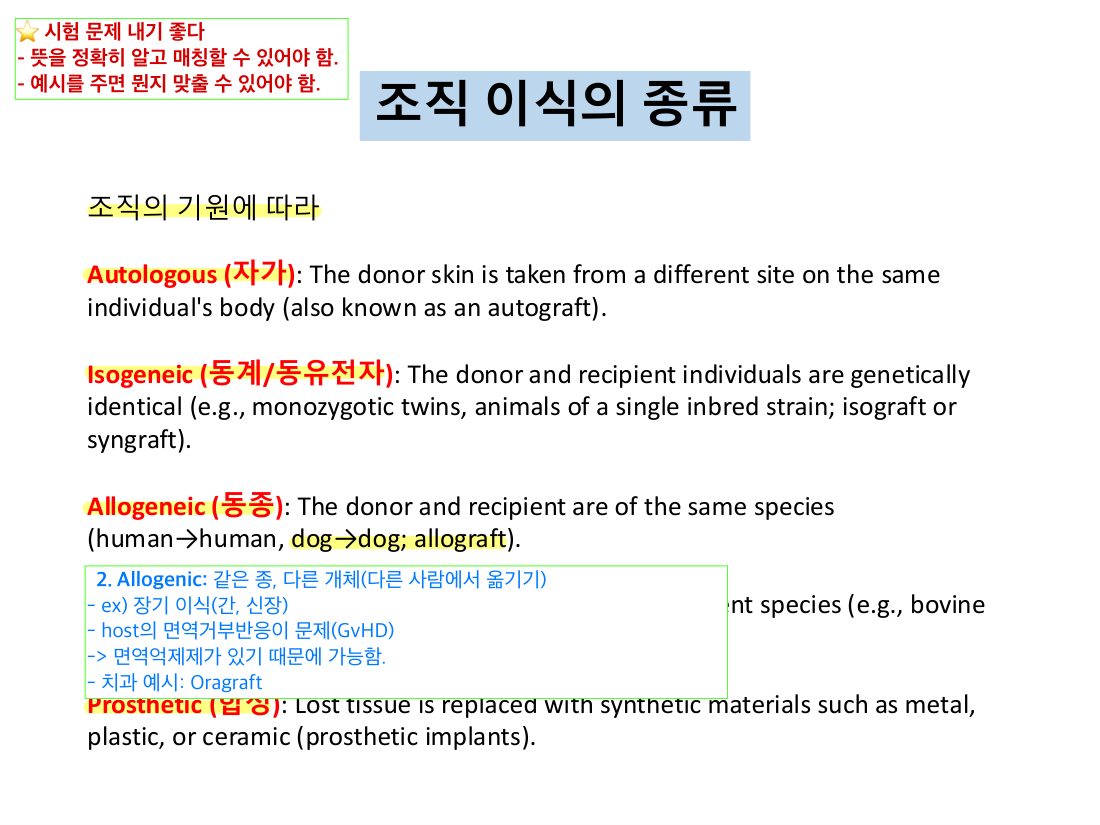 ⭐ 시험 문제 내기 좋다
- 뜻을 정확히 알고 매칭할 수 있어야 함.
- 예시를 주면 뭔지 맞출 수 있어야 함.
조직 이식의 종류
조직의 기원에 따라
Autologous (자가): The donor skin is taken from a different site on the same
individual's body (also known as an autograft).
Isogeneic (동계/동유전자): The donor and recipient individuals are genetically
identical (e.g., monozygotic twins, animals of a single inbred strain; isograft or
syngraft).
Allogeneic (동종): The donor and recipient are of the same species
(human→human, dog→dog; allograft).
2. Allogenic: 같은 종, 다른 개체(다른 사람에서 옮기기)
- ex) 장기 이식(간, 신장)
- host의 면역거부반응이 문제(GvHD)
-> 면역억제제가 있기 때문에 가능함.
- 치과 예시: Oragraft
species (e.g., bovine
Prosthetic (합성): Lost tissue is replaced with synthetic materials such as metal,
plastic, or ceramic (prosthetic implants).